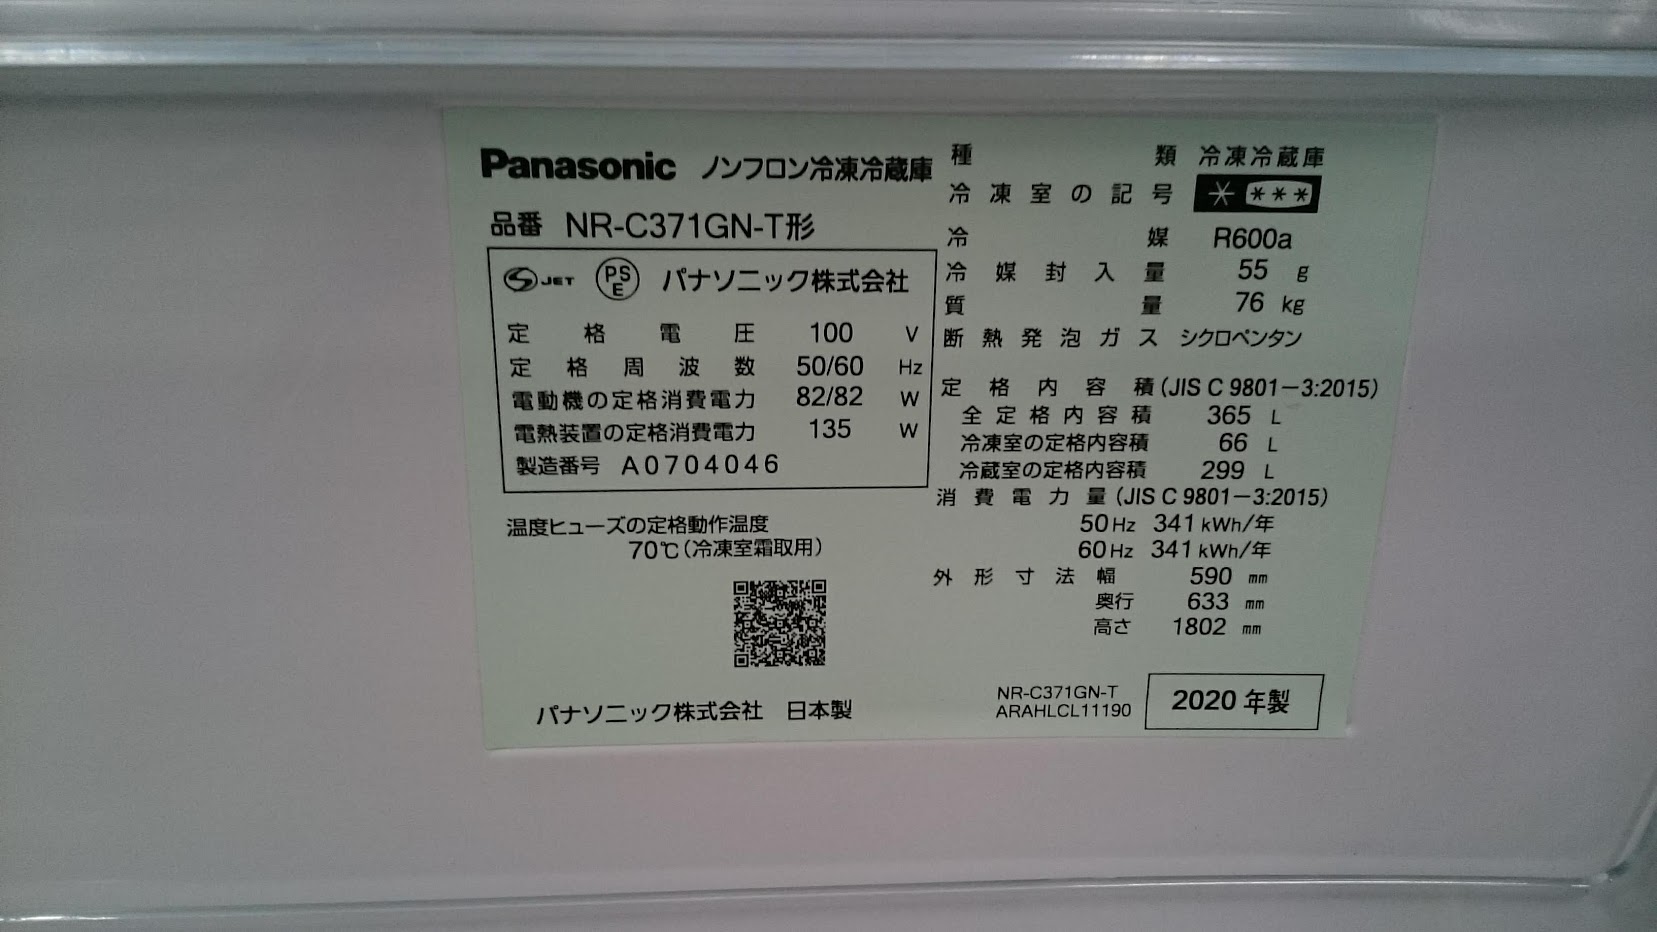 Panasonic ノンフロン冷凍冷蔵庫
品番 NR-C371GN-T形
S JET PSE パナソニック株式会社
定格電圧 100 V
定格周波数 50/60 Hz
電動機の定格消費電力 82/82 W
電熱装置の定格消費電力 135 W
製造番号 A0704046
温度ヒューズの定格動作温度
70℃(冷凍室霜取用)
パナソニック株式会社 日本製
種類 冷凍冷蔵庫
冷凍室の記号 * ***
冷媒 R600a
冷媒封入量 55 g
質量 76 kg
断熱発泡ガス シクロペンタン
定格内容積(JIS C 9801-3:2015)
全定格内容積 365 L
冷凍室の定格内容積 66 L
冷蔵室の定格内容積 299 L
消費電力量(JIS C 9801-3:2015)
50Hz 341 kWh/年
60Hz 341 kWh/年
外形寸法 幅 590 mm
奥行 633 mm
高さ 1802 mm
NR-C371GN-T
ARAHLCL11190
2020 年製